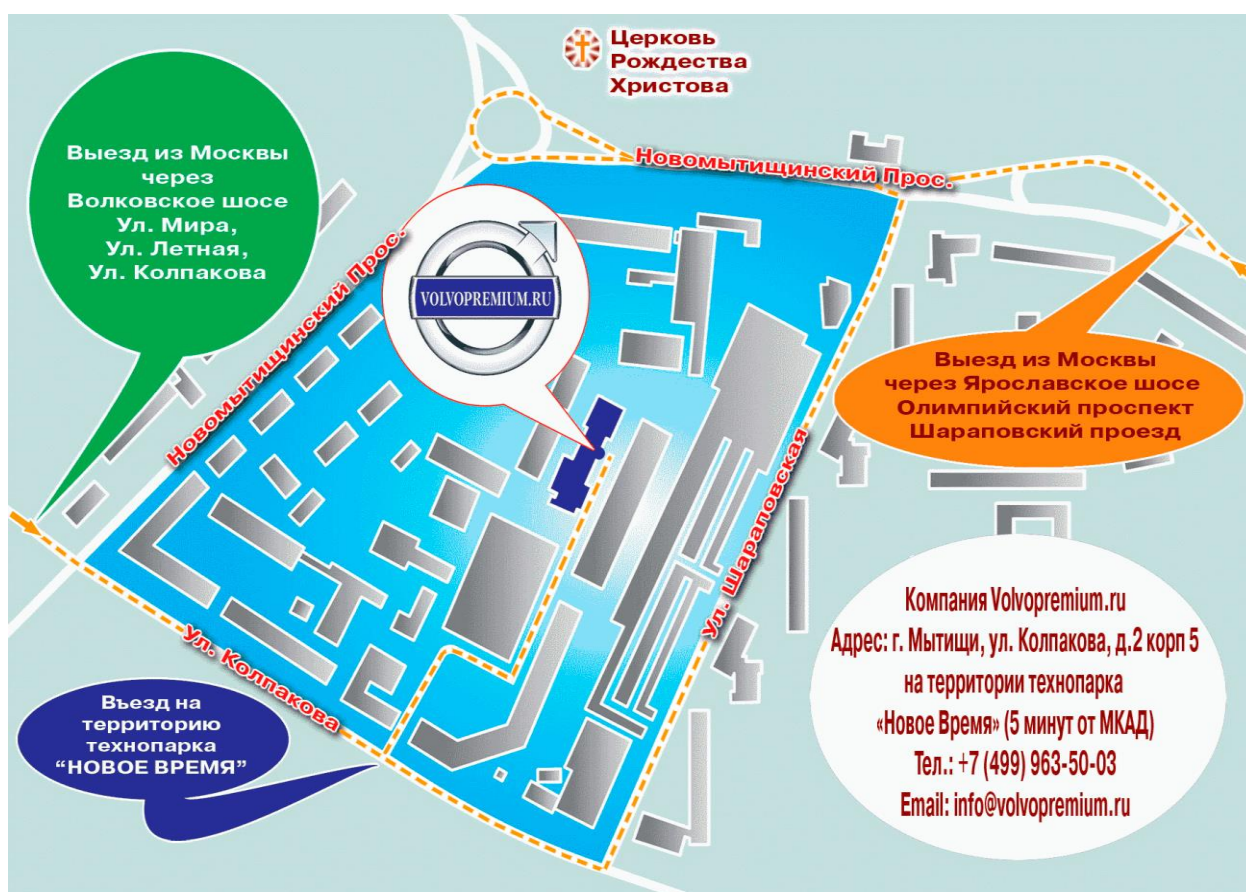 Церковь
Рождества
Христова
Выезд из Москвы
через
Волковское шосе
Ул. Мира,
Ул. Летная,
Ул. Колпакова
Новомытищинский Прос.
VOLVOPREMIUM.RU
Новомытищинский Прос.
Выезд из Москвы
через Ярославское шосе
Олимпийский проспект
Шараповский проезд
Ул. Шараповская
Ул. Колпакова
Въезд на
территорию
технопарка
“НОВОЕ ВРЕМЯ”
Компания Volvopremium.ru
Адрес: г. Мытищи, ул. Колпакова, д.2 корп 5
на территории технопарка
«Новое Время» (5 минут от МКАД)
Тел.: +7 (499) 963-50-03
Email: info@volvopremium.ru